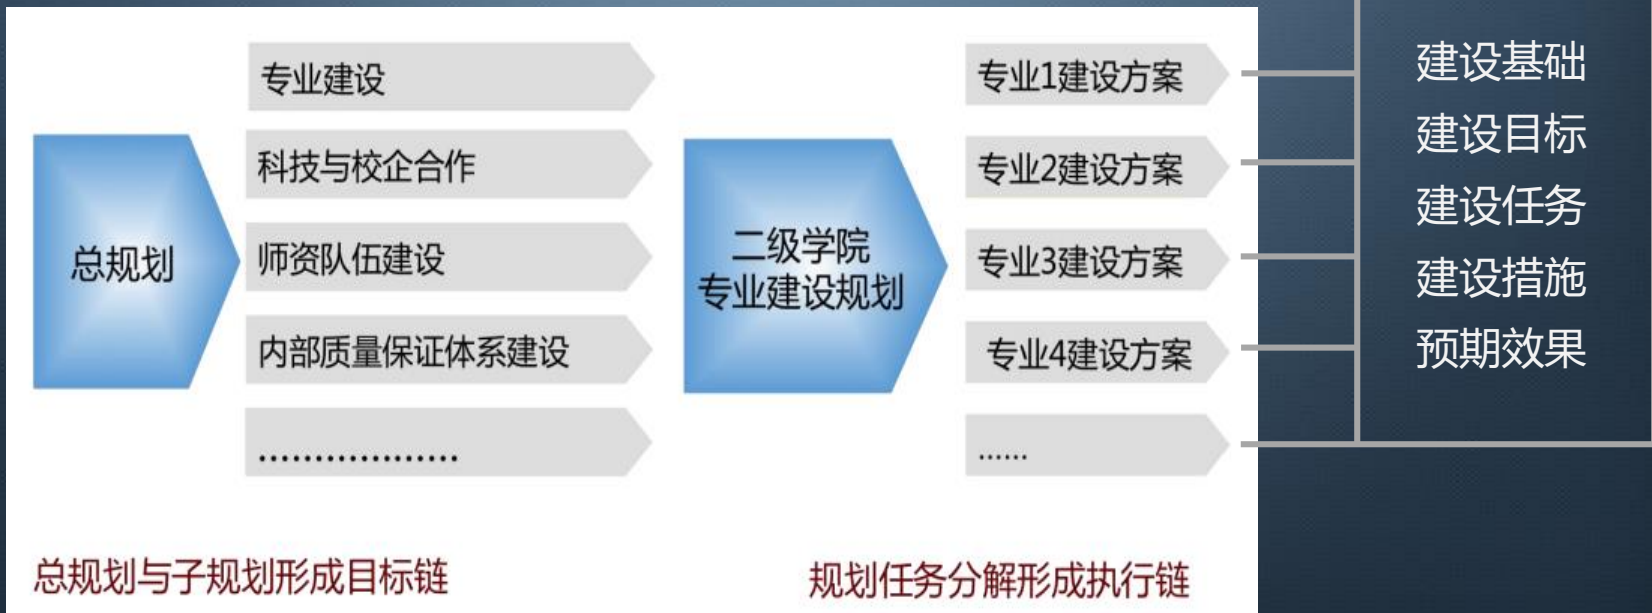 总规划
专业建设
科技与校企合作
师资队伍建设
内部质量保证体系建设
………………
二级学院
专业建设规划
专业1建设方案
专业2建设方案
专业3建设方案
专业4建设方案
……
建设基础
建设目标
建设任务
建设措施
预期效果
总规划与子规划形成目标链
规划任务分解形成执行链